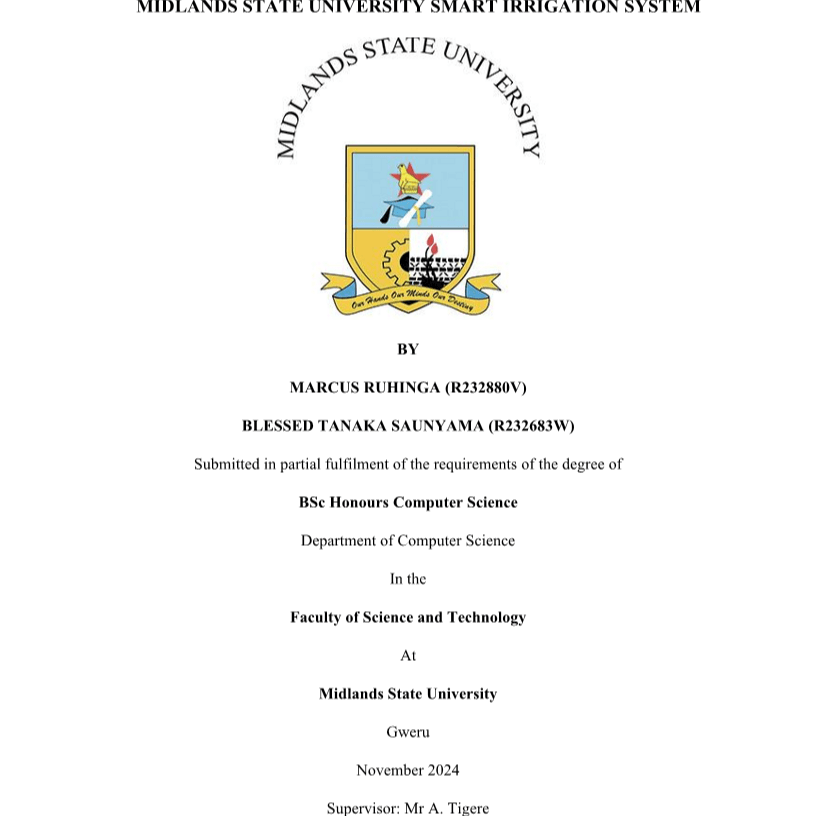 MIDLANDS STATE UNIVERSITY SMART IRRIGATION SYSTEM
MIDLANDS STATE UNIVERSITY
Our Hands Our Minds Our Destiny
BY
MARCUS RUHINGA (R232880V)
BLESSED TANAKA SAUNYAMA (R232683W)
Submitted in partial fulfilment of the requirements of the degree of
BSc Honours Computer Science
Department of Computer Science
In the
Faculty of Science and Technology
At
Midlands State University
Gweru
November 2024
Supervisor: Mr A. Tigere